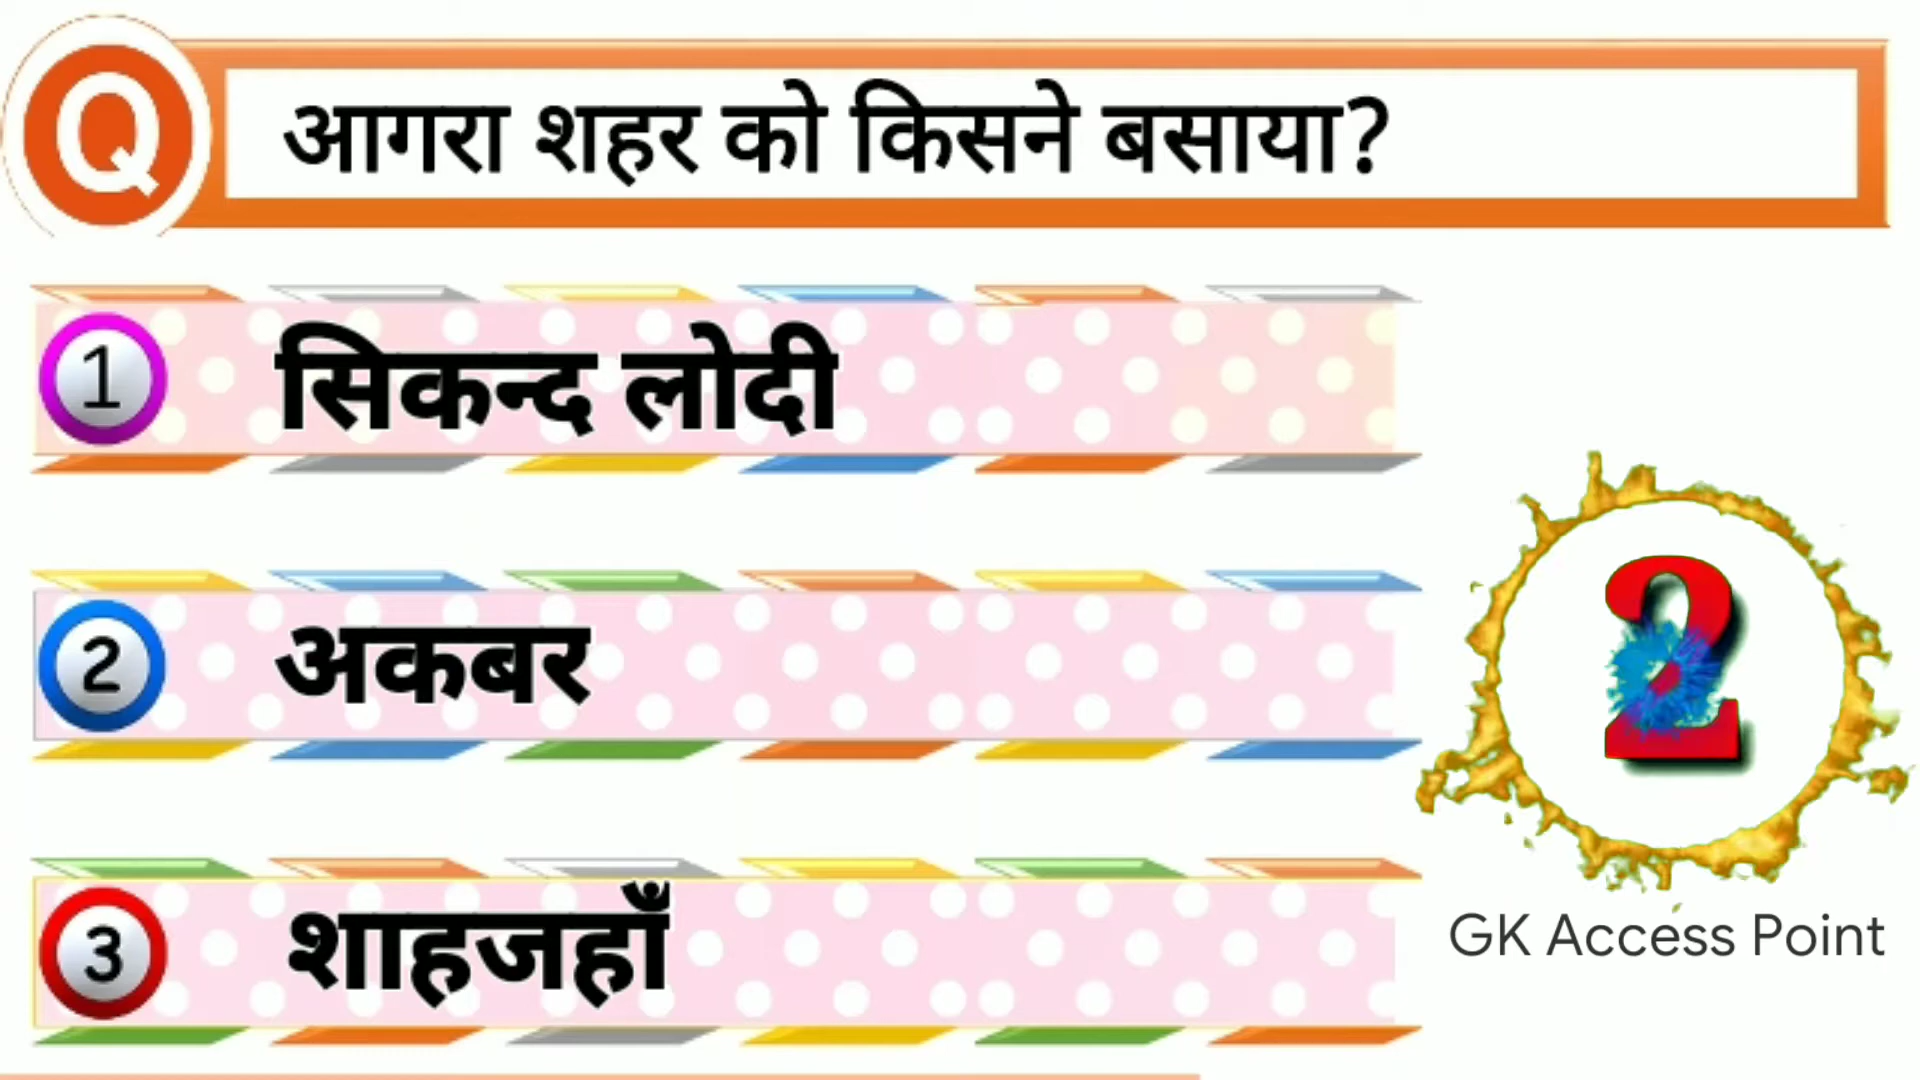 Q
आगरा शहर को किसने बसाया?
1
सिकन्द लोदी
2
अकबर
3
शाहजहाँ
2
GK Access Point